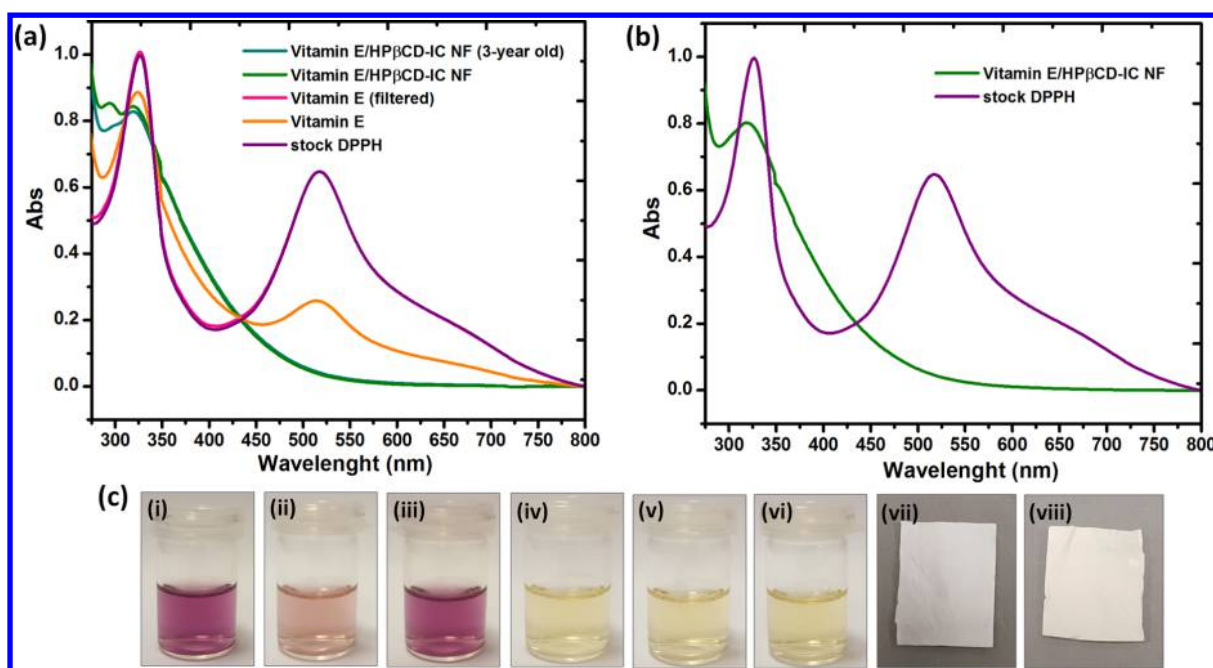 (a)
Vitamin E/HPβCD-IC NF (3-year old)
Vitamin E/HPβCD-IC NF
Vitamin E (filtered)
Vitamin E
stock DPPH
1.0
0.8
0.6
0.4
0.2
0.0
Abs
300 350 400 450 500 550 600 650 700 750 800
Wavelenght (nm)
(b)
Vitamin E/HPβCD-IC NF
stock DPPH
1.0
0.8
0.6
0.4
0.2
0.0
Abs
300 350 400 450 500 550 600 650 700 750 800
Wavelenght (nm)
(c)
(i) (ii) (iii) (iv) (v) (vi) (vii) (viii)